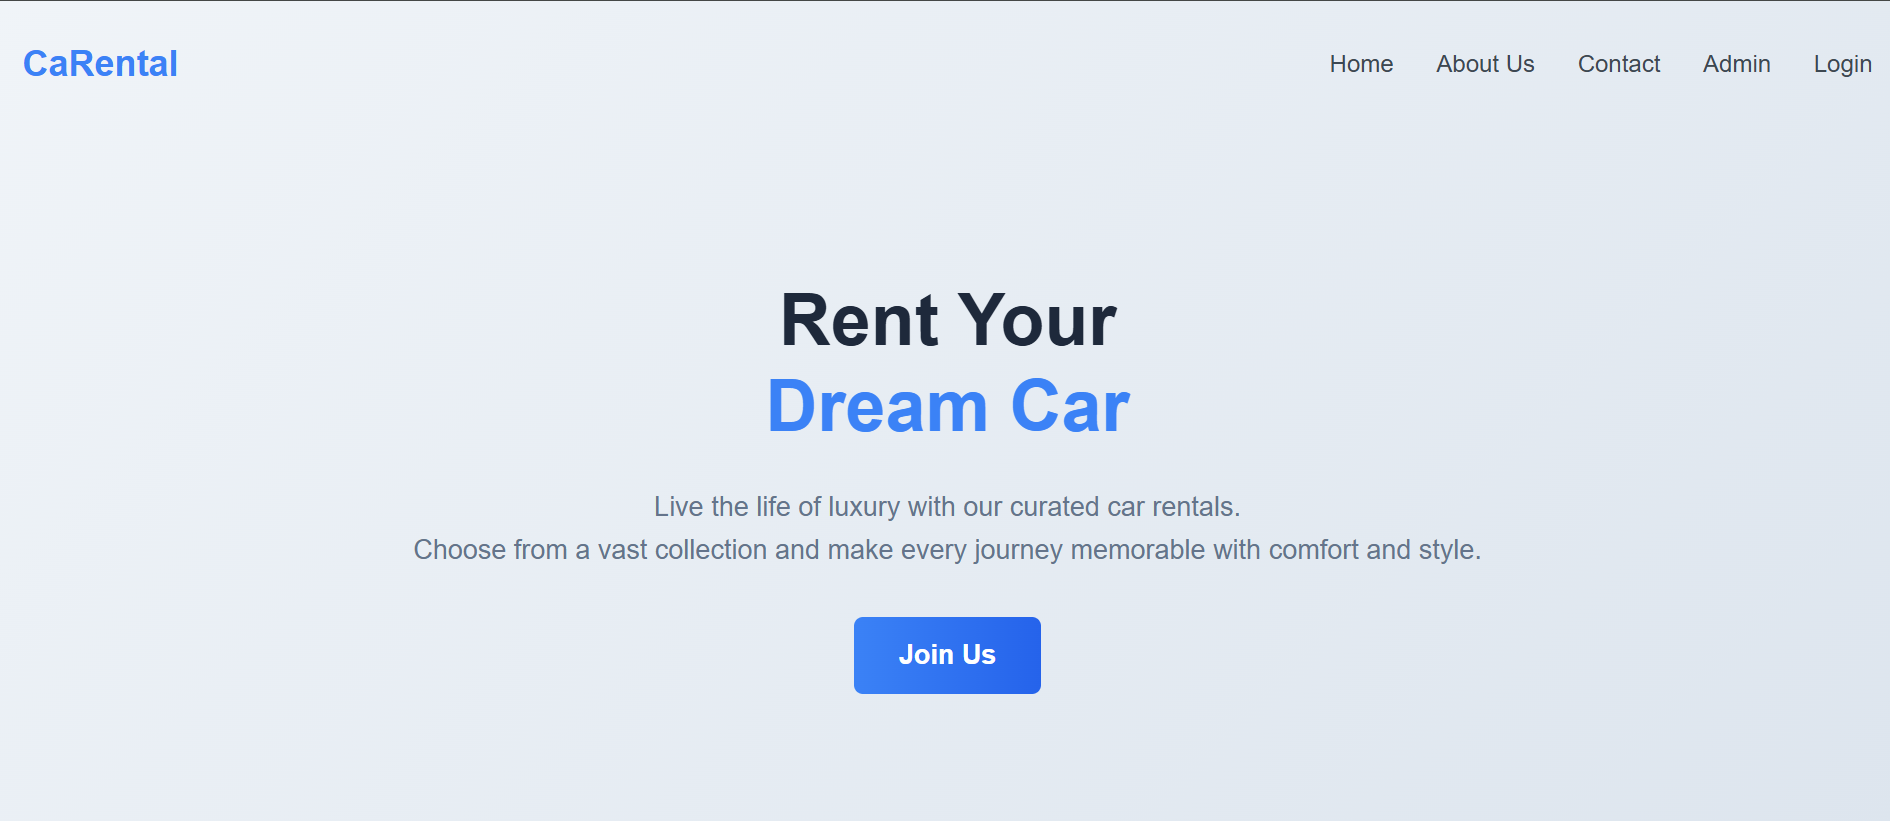 CaRental
Home About Us Contact Admin Login
Rent Your
Dream Car
Live the life of luxury with our curated car rentals.
Choose from a vast collection and make every journey memorable with comfort and style.
Join Us